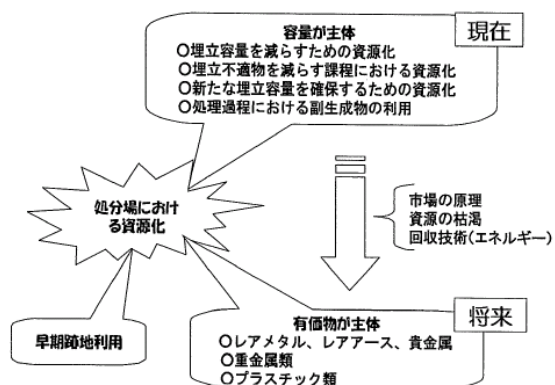 現在
容量が主体
○埋立容量を減らすための資源化
○埋立不適物を減らす課程における資源化
○新たな埋立容量を確保するための資源化
○処理過程における副生成物の利用
処分場におけ
る資源化
市場の原理
資源の枯渇
回収技術(エネルギー)
早期跡地利用
将来
有価物が主体
○レアメタル、レアアース、貴金属
○重金属類
○プラスチック類